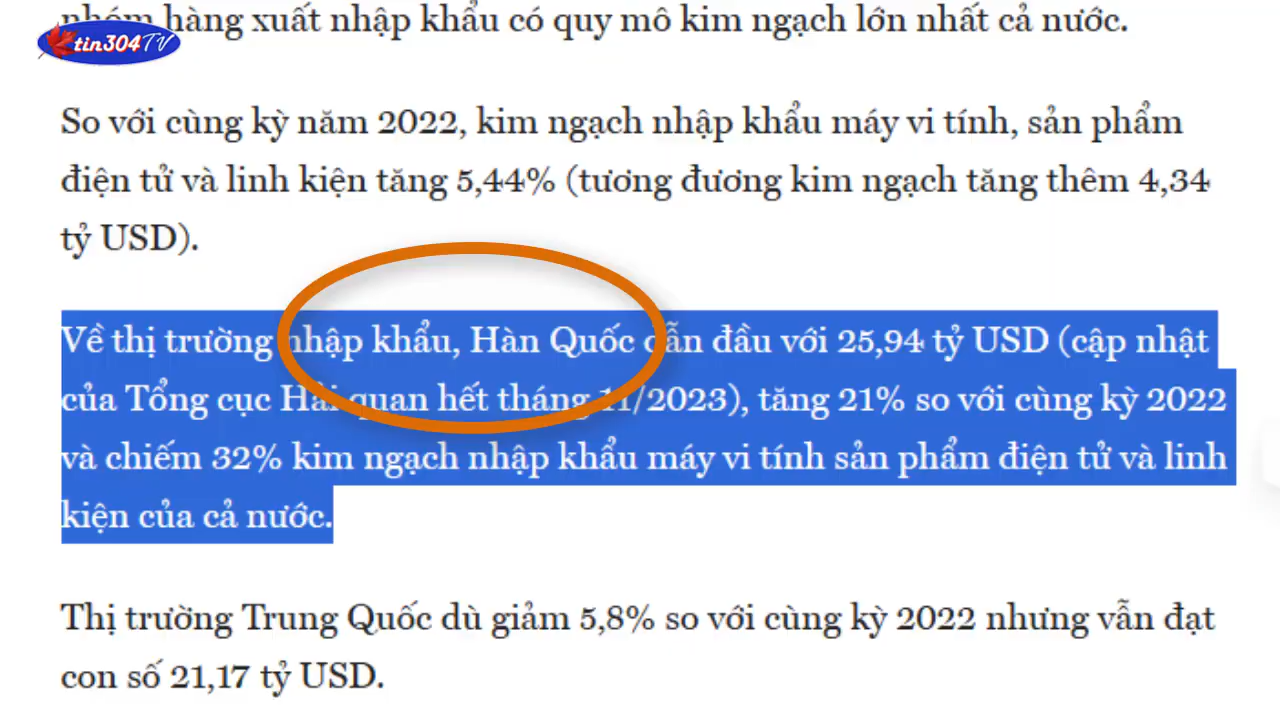 nhóm hàng xuất nhập khẩu có quy mô kim ngạch lớn nhất cả nước.
tin304TV
So với cùng kỳ năm 2022, kim ngạch nhập khẩu máy vi tính, sản phẩm
điện tử và linh kiện tăng 5,44% (tương đương kim ngạch tăng thêm 4,34
tỷ USD).
Về thị trường nhập khẩu, Hàn Quốc dẫn đầu với 25,94 tỷ USD (cập nhật
của Tổng cục Hải quan hết tháng 11/2023), tăng 21% so với cùng kỳ 2022
và chiếm 32% kim ngạch nhập khẩu máy vi tính sản phẩm điện tử và linh
kiện của cả nước.
Thị trường Trung Quốc dù giảm 5,8% so với cùng kỳ 2022 nhưng vẫn đạt
con số 21,17 tỷ USD.